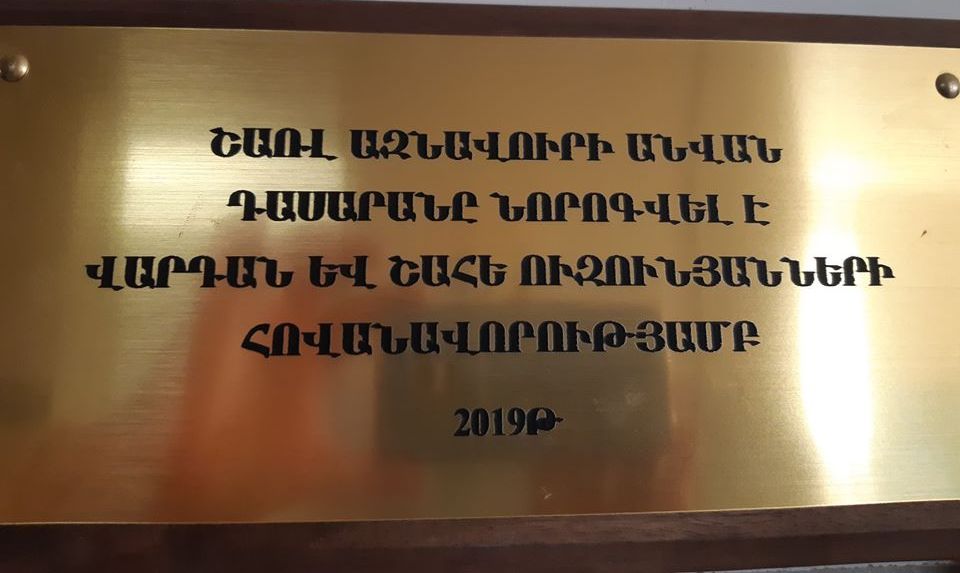 ՇԱՌԼ ԱԶՆԱՎՈՒՐԻ ԱՆՎԱՆ
ԴԱՍԱՐԱՆԸ ՆՈՐՈԳՎԵԼ Է
ՎԱՐԴԱՆ ԵՎ ՇԱՀԵ ՈՒԶՈՒՆՅԱՆՆԵՐԻ
ՀՈՎԱՆԱՎՈՐՈՒԹՅԱՄԲ
2019Թ